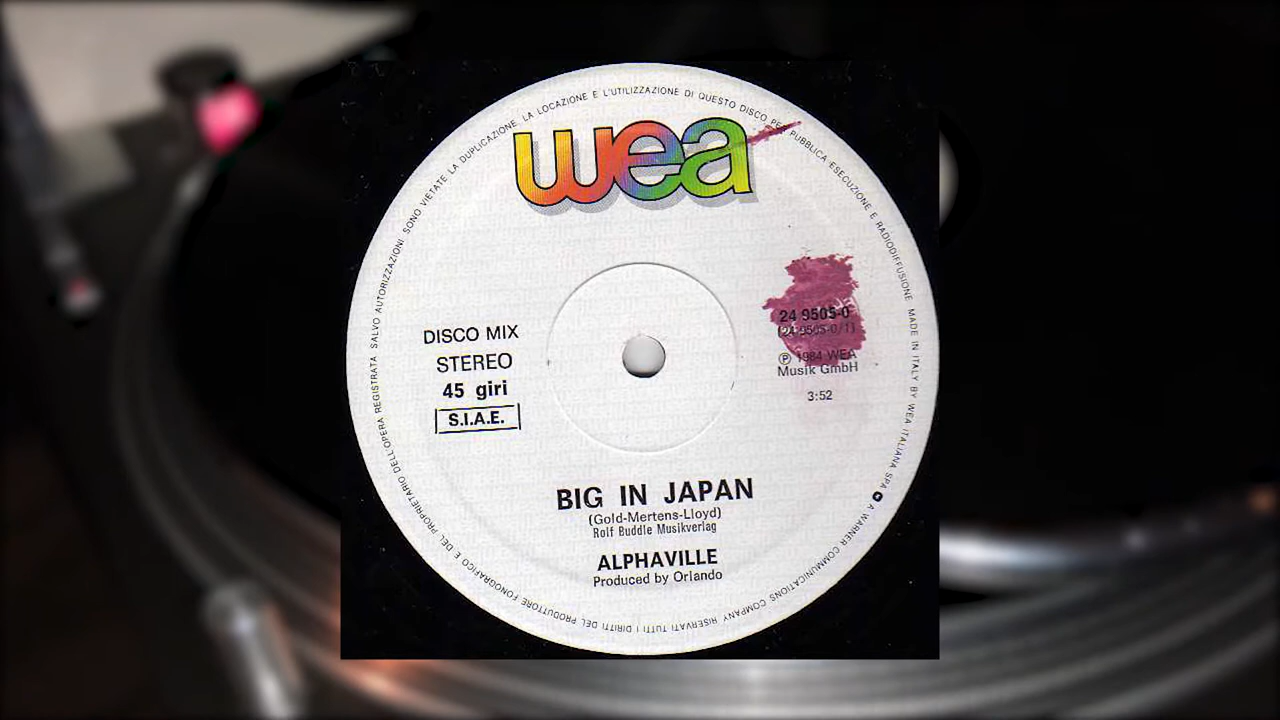 wea
DISCO MIX
STEREO
45 giri
S.I.A.E.
24 9505-0
(24 9505-0/1)
Ⓟ 1984 WEA
Musik GmbH
3:52
BIG IN JAPAN
(Gold-Mertens-Lloyd)
Rolf Buddle Musikverlag
ALPHAVILLE
Produced by Orlando
MADE IN ITALY BY WEA ITALIANA SPA A WARNER COMMUNICATIONS COMPANY RISERVATI TUTTI I DIRITTI DEL PRODUTTORE FONOGRAFICO E DEL PROPRIETARIO DELL'OPERA REGISTRATA SALVO AUTORIZZAZIONI SONO VIETATE LA DUPLICAZIONE LA LOCAZIONE E L'UTILIZZAZIONE DI QUESTO DISCO PER PUBBLICA ESECUZIONE E RADIODIFFUSIONE